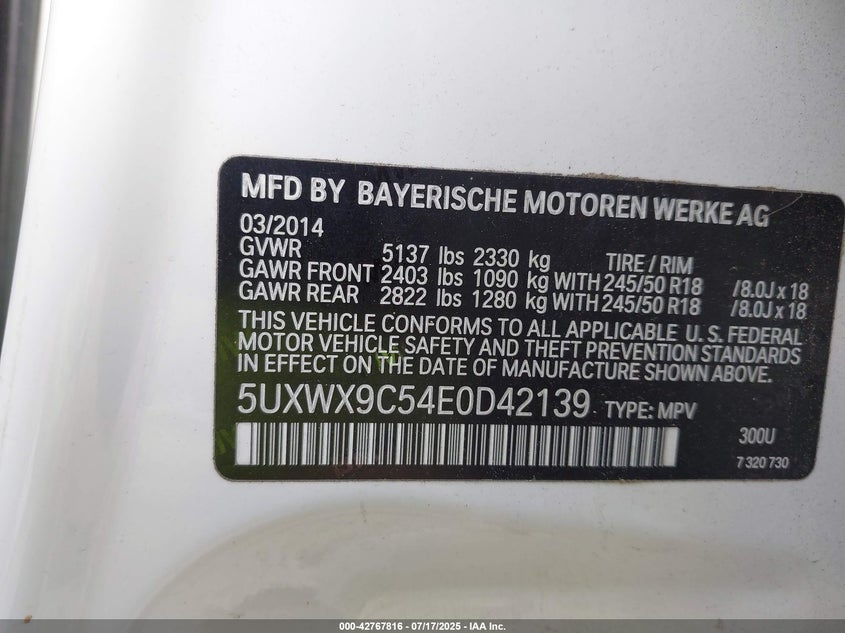 MFD BY BAYERISCHE MOTOREN WERKE AG
03/2014
GVWR 5137 lbs 2330 kg TIRE / RIM
GAWR FRONT 2403 lbs 1090 kg WITH 245/50 R18 /8.0J x 18
GAWR REAR 2822 lbs 1280 kg WITH 245/50 R18 /8.0J x 18
THIS VEHICLE CONFORMS TO ALL APPLICABLE U.S. FEDERAL
MOTOR VEHICLE SAFETY AND THEFT PREVENTION STANDARDS
IN EFFECT ON THE DATE OF MANUFACTURE SHOWN ABOVE.
5UXWX9C54E0D42139 TYPE: MPV
300U
7 320 730
000-42767816 / 07/17/2025 - IAA Inc.